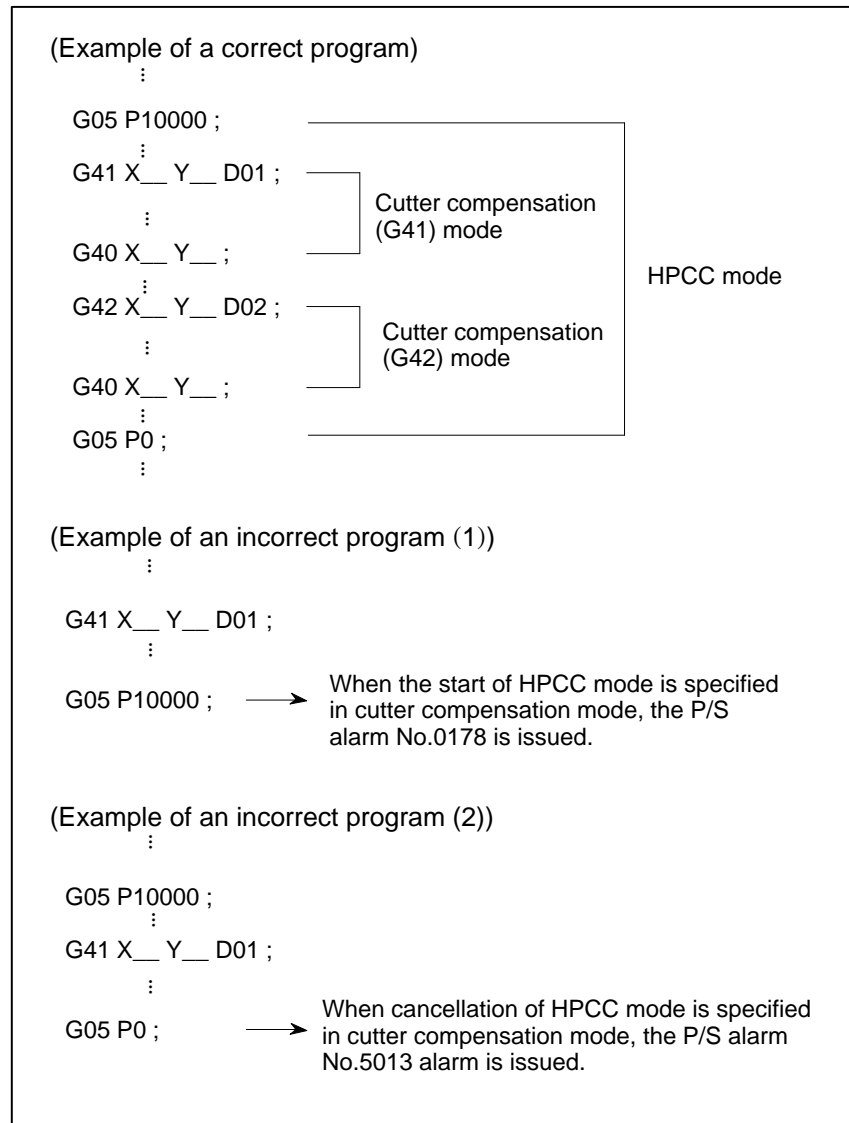 (Example of a correct program)
⋮
G05 P10000 ;
⋮
G41 X__ Y__ D01 ;
Cutter compensation
(G41) mode
⋮
G40 X__ Y__ ;
HPCC mode
⋮
G42 X__ Y__ D02 ;
Cutter compensation
(G42) mode
⋮
G40 X__ Y__ ;
⋮
G05 P0 ;
⋮
(Example of an incorrect program (1))
⋮
G41 X__ Y__ D01 ;
⋮
G05 P10000 ;
When the start of HPCC mode is specified
in cutter compensation mode, the P/S
alarm No.0178 is issued.
(Example of an incorrect program (2))
⋮
G05 P10000 ;
⋮
G41 X__ Y__ D01 ;
⋮
G05 P0 ;
When cancellation of HPCC mode is specified
in cutter compensation mode, the P/S alarm
No.5013 alarm is issued.